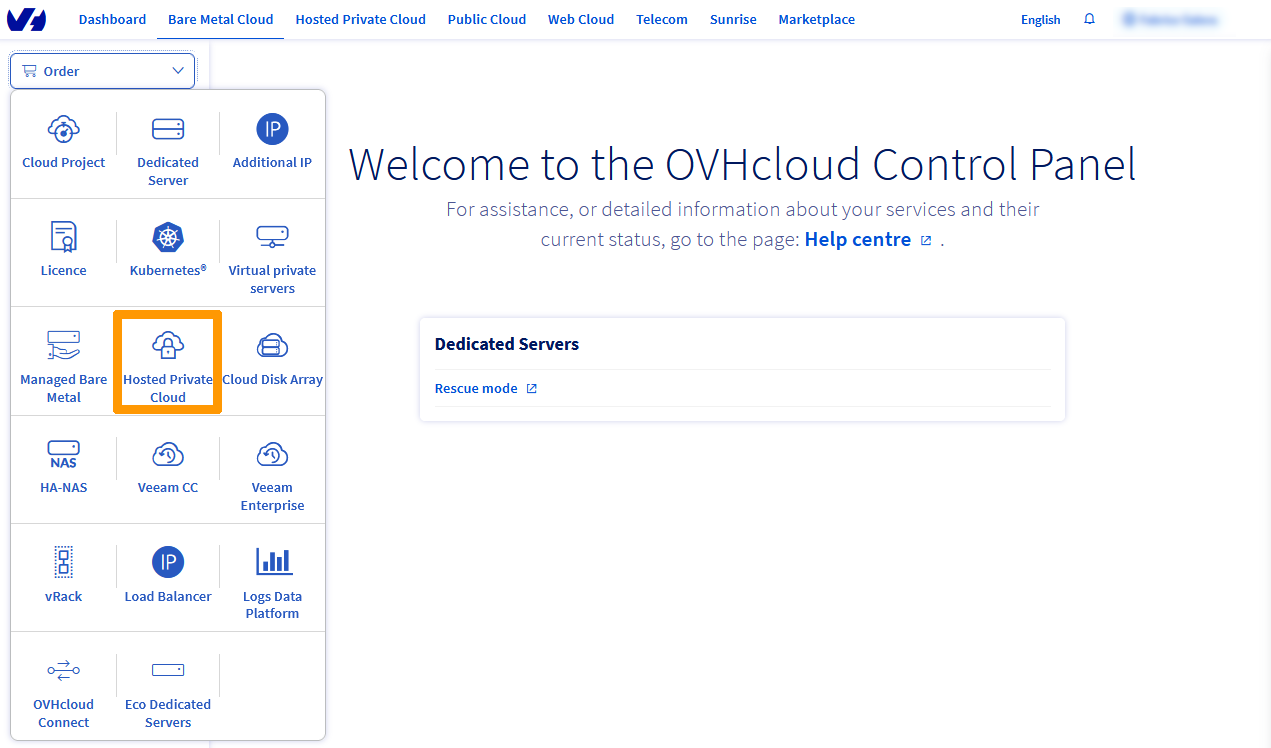 Dashboard Bare Metal Cloud Hosted Private Cloud Public Cloud Web Cloud Telecom Sunrise Marketplace English
Order
Cloud Project
Dedicated
Server
IP
Additional IP
Licence
Kubernetes®
Virtual private
servers
Managed Bare
Metal
Hosted Private
Cloud
Cloud Disk Array
NAS
HA-NAS
Veeam CC
Veeam
Enterprise
vRack
IP
Load Balancer
Logs Data
Platform
OVHcloud
Connect
Eco Dedicated
Servers
Welcome to the OVHcloud Control Panel
For assistance, or detailed information about your services and their
current status, go to the page: Help centre .
Dedicated Servers
Rescue mode